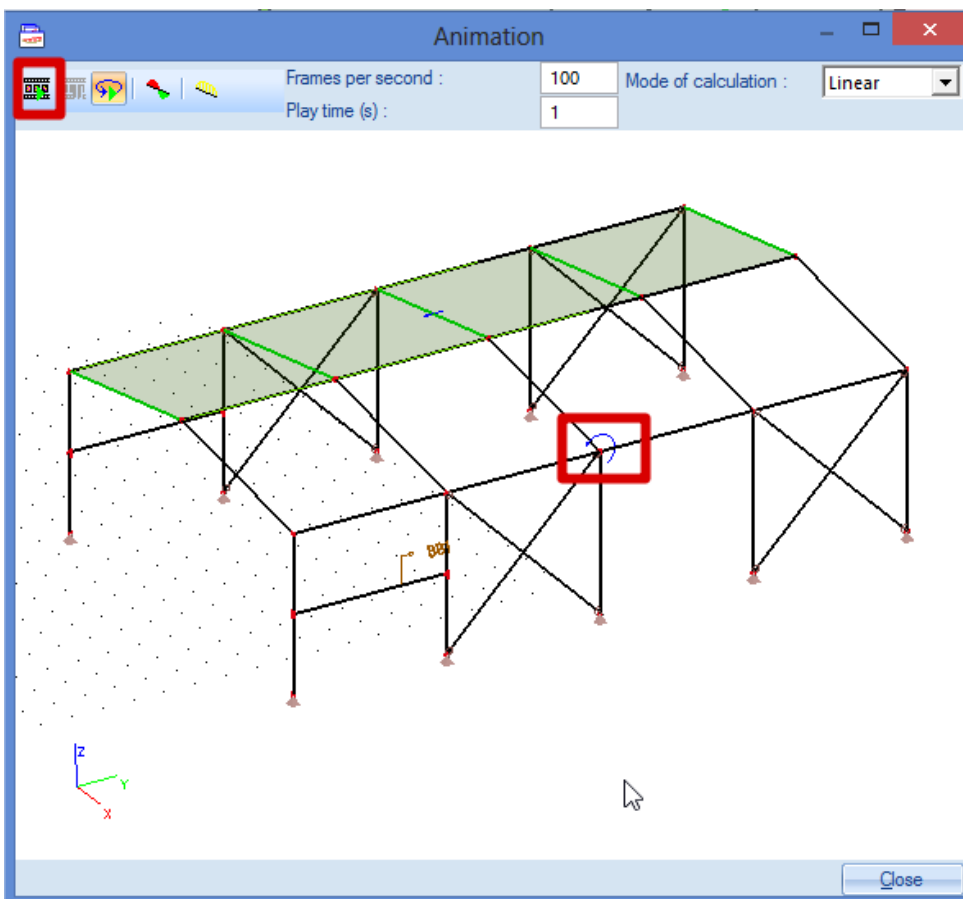 Animation
Frames per second : 100 Mode of calculation : Linear
Play time (s) : 1
Z
Y
X
Close